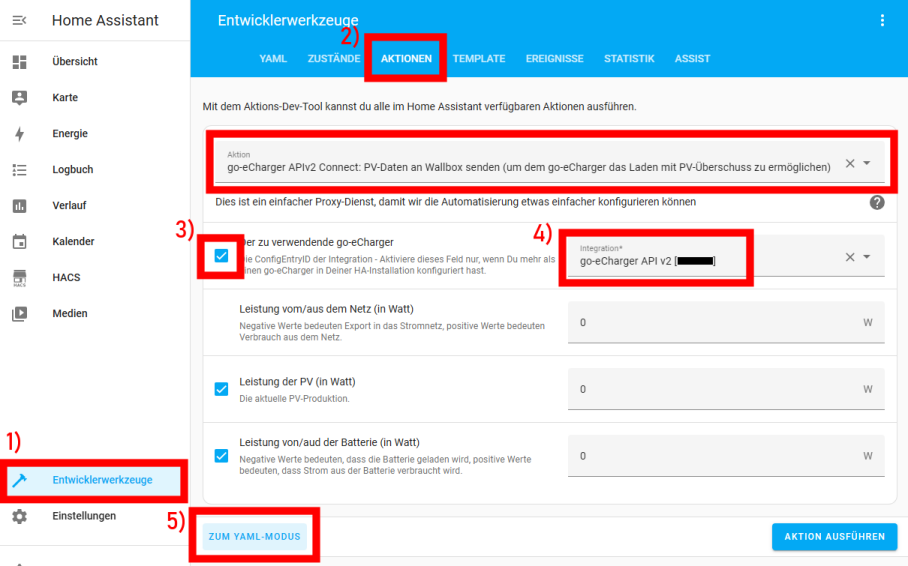 Home Assistant
Entwicklerwerkzeuge
2)
YAML ZUSTÄNDE AKTIONEN TEMPLATE EREIGNISSE STATISTIK ASSIST
Übersicht
Karte
Energie
Logbuch
Verlauf
Kalender
HACS
HACS
Medien
1)
Entwicklerwerkzeuge
Einstellungen
Mit dem Aktions-Dev-Tool kannst du alle im Home Assistant verfügbaren Aktionen ausführen.
Aktion
go-eCharger APIv2 Connect: PV-Daten an Wallbox senden (um dem go-eCharger das Laden mit PV-Überschuss zu ermöglichen)
Dies ist ein einfacher Proxy-Dienst, damit wir die Automatisierung etwas einfacher konfigurieren können
3)
Der zu verwendende go-eCharger
Die ConfigEntryID der Integration - Aktiviere dieses Feld nur, wenn Du mehr als
einen go-eCharger in Deiner HA-Installation konfiguriert hast.
4)
Integration*
go-eCharger API v2 [ ]
Leistung vom/aus dem Netz (in Watt)
Negative Werte bedeuten Export in das Stromnetz, positive Werte bedeuten
Verbrauch aus dem Netz.
0 W
Leistung der PV (in Watt)
Die aktuelle PV-Produktion.
0 W
Leistung von/aud der Batterie (in Watt)
Negative Werte bedeuten, dass die Batterie geladen wird, positive Werte
bedeuten, dass Strom aus der Batterie verbraucht wird.
0 W
5)
ZUM YAML-MODUS
AKTION AUSFÜHREN